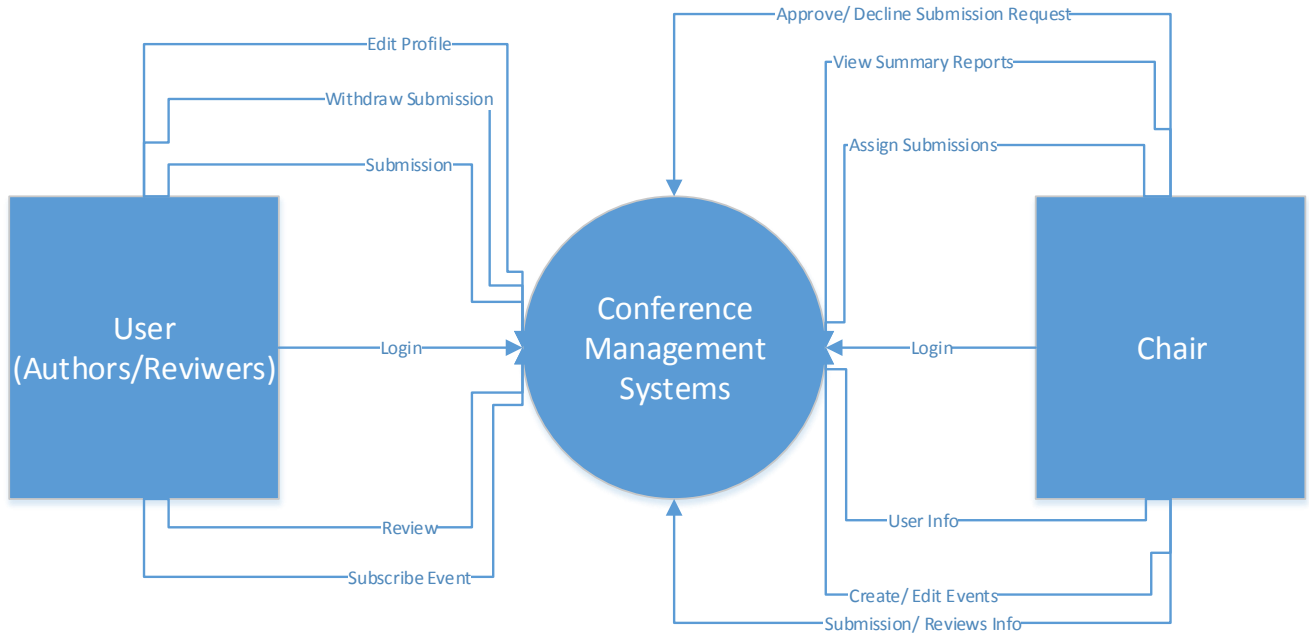 Approve/ Decline Submission Request
Edit Profile
View Summary Reports
Withdraw Submission
Assign Submissions
Submission
User
(Authors/Reviwers)
Login
Conference
Management
Systems
Login
Chair
Review
User Info
Subscribe Event
Create/ Edit Events
Submission/ Reviews Info